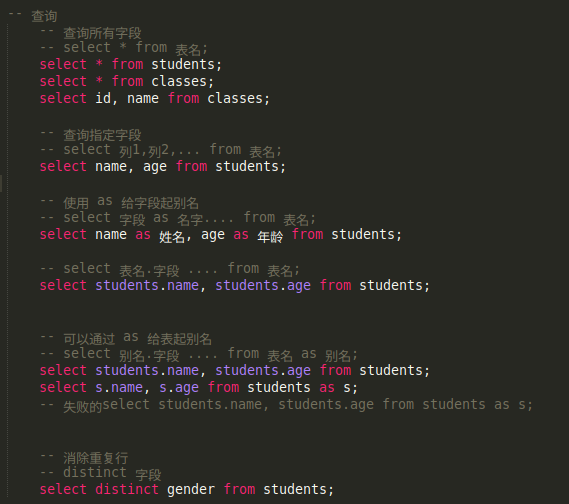 -- 查询
-- 查询所有字段
-- select * from 表名;
select * from students;
select * from classes;
select id, name from classes;
-- 查询指定字段
-- select 列1,列2,... from 表名;
select name, age from students;
-- 使用 as 给字段起别名
-- select 字段 as 名字.... from 表名;
select name as 姓名, age as 年龄 from students;
-- select 表名.字段 .... from 表名;
select students.name, students.age from students;
-- 可以通过 as 给表起别名
-- select 别名.字段 .... from 表名 as 别名;
select students.name, students.age from students;
select s.name, s.age from students as s;
-- 失败的select students.name, students.age from students as s;
-- 消除重复行
-- distinct 字段
select distinct gender from students;